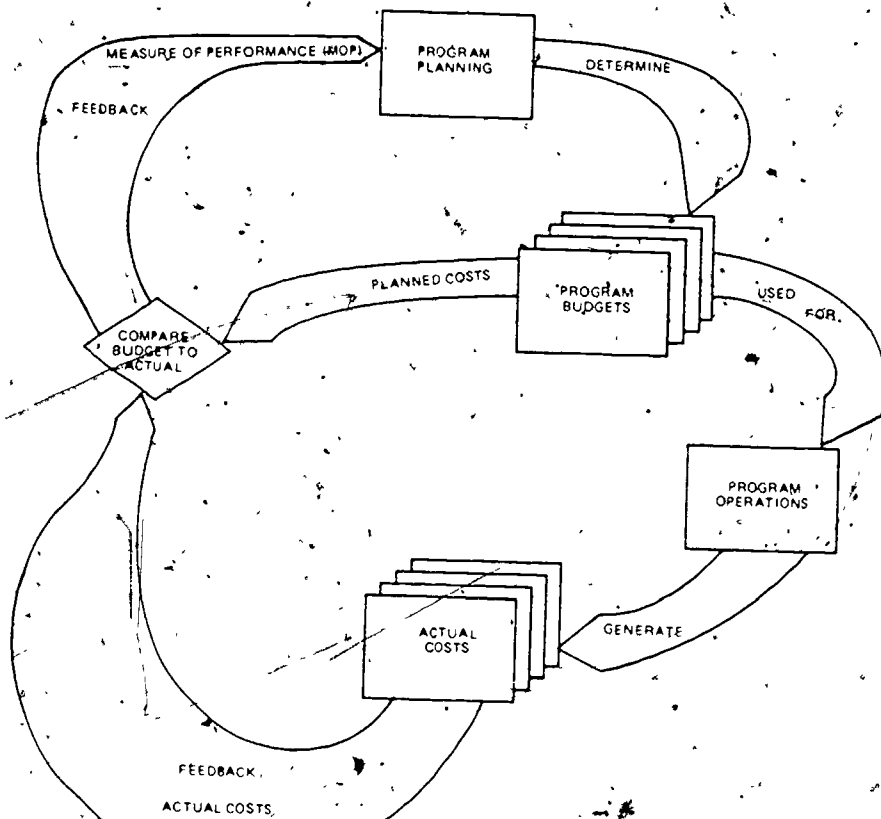 MEASURE OF PERFORMANCE (MOP)
FEEDBACK
PROGRAM
PLANNING
DETERMINE
PLANNED COSTS
PROGRAM
BUDGETS
USED
FOR
COMPARE
BUDGET TO
ACTUAL
PROGRAM
OPERATIONS
GENERATE
ACTUAL
COSTS
FEEDBACK
ACTUAL COSTS